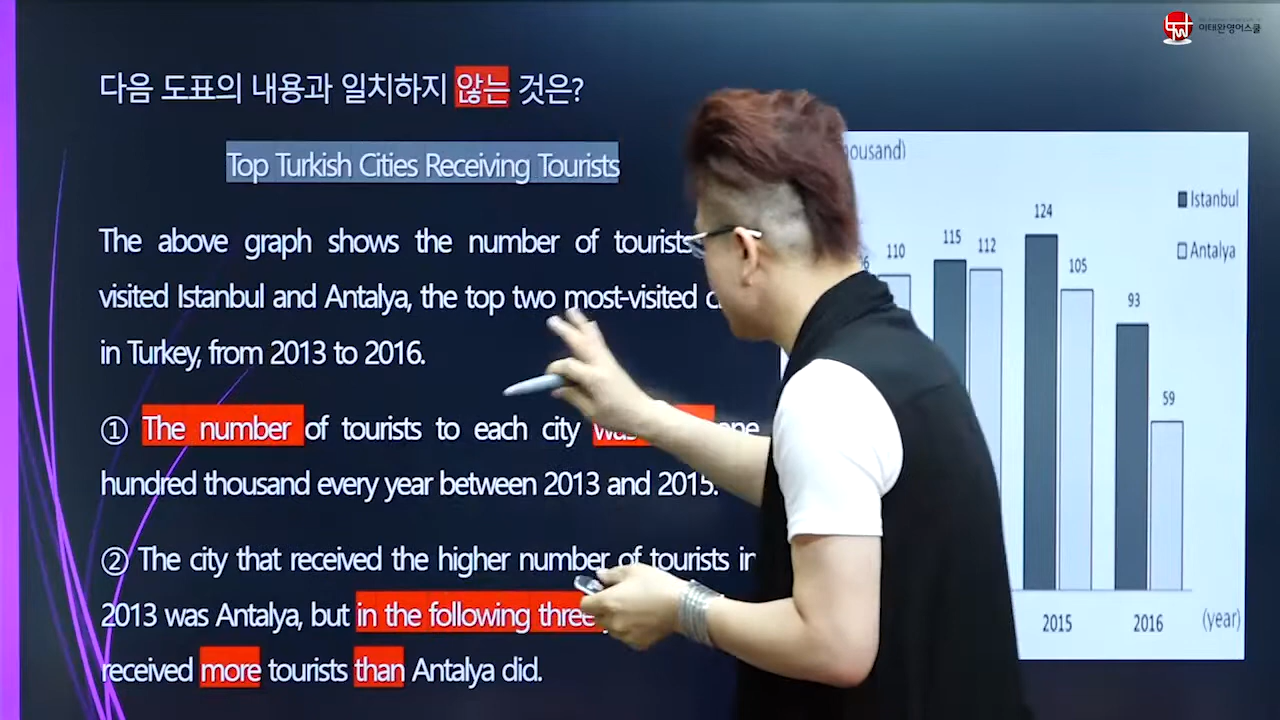 이태완영어스쿨
다음 도표의 내용과 일치하지 않는 것은?
Top Turkish Cities Receiving Tourists
The above graph shows the number of tourists
visited Istanbul and Antalya, the top two most-visited
in Turkey, from 2013 to 2016.
① The number of tourists to each city was
hundred thousand every year between 2013 and 2015.
② The city that received the higher number of tourists in
2013 was Antalya, but in the following three
received more tourists than Antalya did.
Istanbul
Antalya
110
115
112
124
105
93
59
2015
2016
(year)